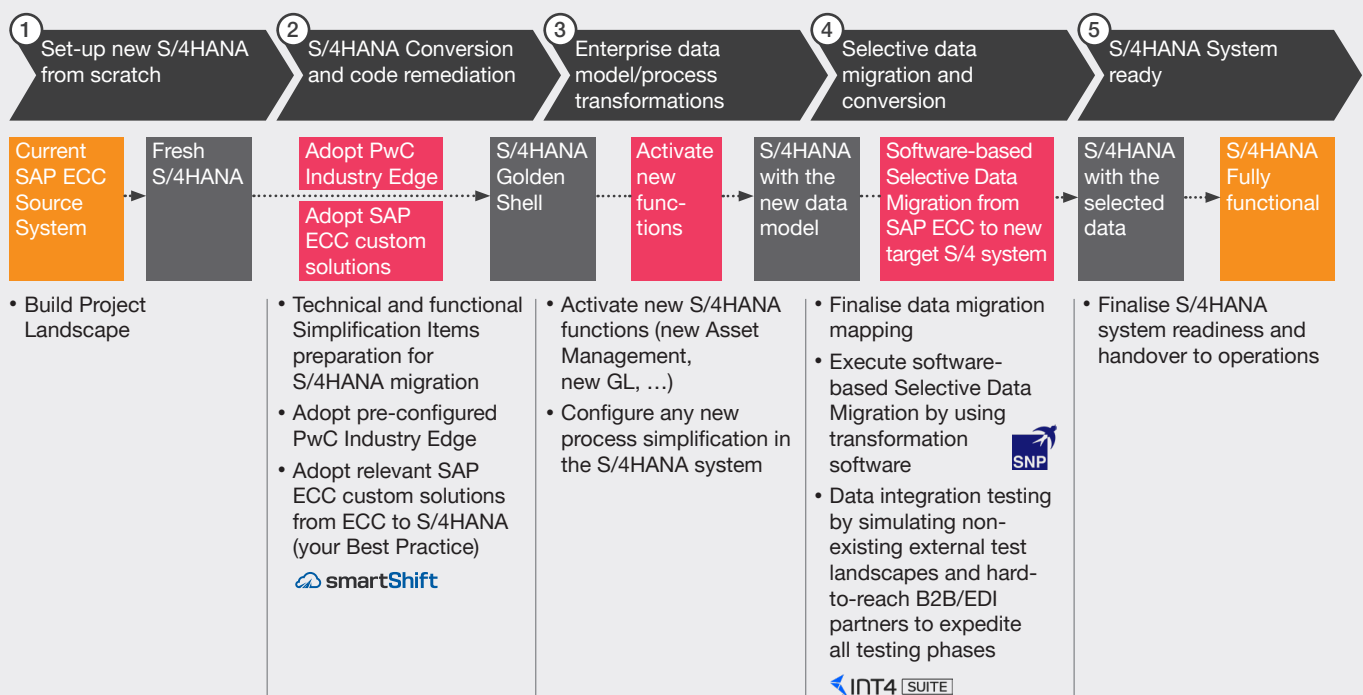 1
Set-up new S/4HANA
from scratch
2
S/4HANA Conversion
and code remediation
3
Enterprise data
model/process
transformations
4
Selective data
migration and
conversion
5
S/4HANA System
ready
Current
SAP ECC
Source
System
Fresh
S/4HANA
Adopt PwC
Industry Edge
Adopt SAP
ECC custom
solutions
S/4HANA
Golden
Shell
Activate
new
func-
tions
S/4HANA
with the
new data
model
Software-based
Selective Data
Migration from
SAP ECC to new
target S/4 system
S/4HANA
with the
selected
data
S/4HANA
Fully
functional
• Build Project
Landscape
• Technical and functional
Simplification Items
preparation for
S/4HANA migration
• Adopt pre-configured
PwC Industry Edge
• Adopt relevant SAP
ECC custom solutions
from ECC to S/4HANA
(your Best Practice)
smartShift
• Activate new S/4HANA
functions (new Asset
Management,
new GL, …)
• Configure any new
process simplification in
the S/4HANA system
• Finalise data migration
mapping
• Execute software-
based Selective Data
Migration by using
transformation
software
SNP
• Data integration testing
by simulating non-
existing external test
landscapes and hard-
to-reach B2B/EDI
partners to expedite
all testing phases
INT4 SUITE
• Finalise S/4HANA
system readiness and
handover to operations